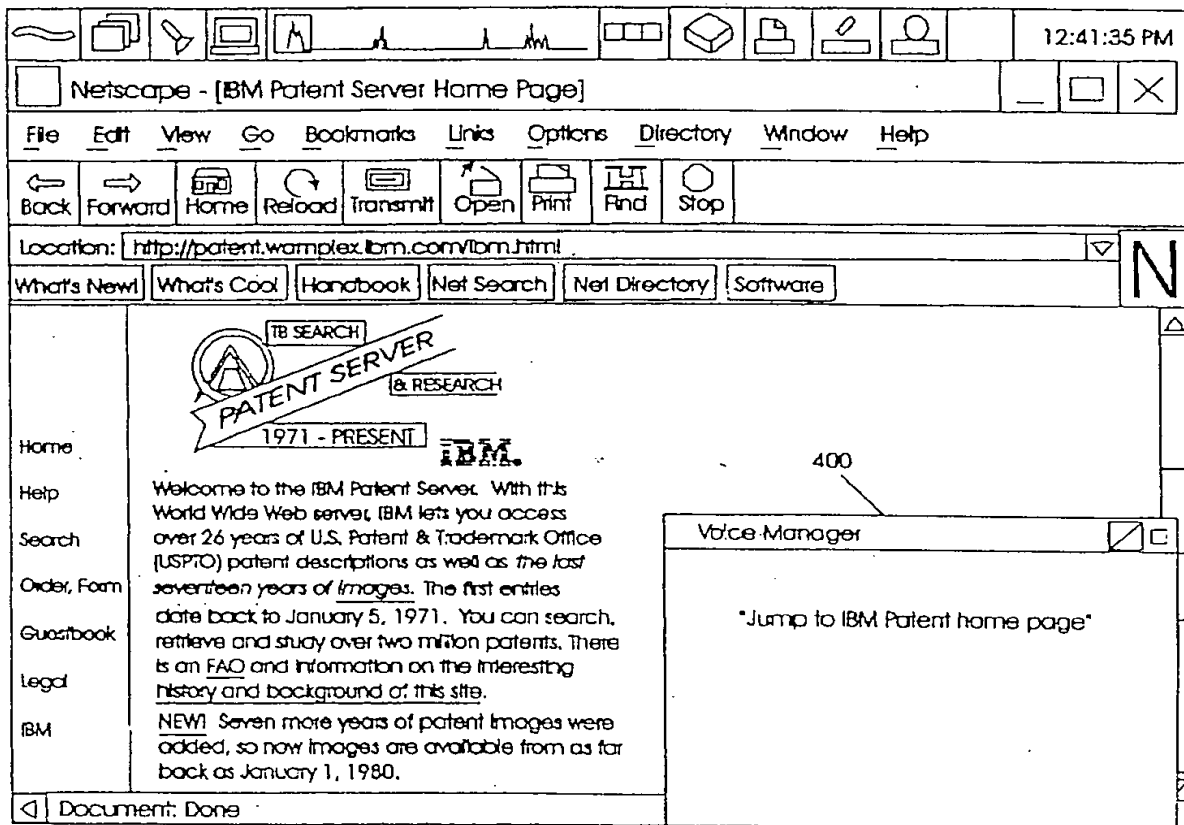 12:41:35 PM
Netscape - [IBM Patent Server Home Page]
File Edit View Go Bookmarks Links Options Directory Window Help
Back Forward Home Reload Transmit Open Print Find Stop
Location: http://patent.wamplex.ibm.com/ibm.html
N
What's New! What's Cool Handbook Net Search Net Directory Software
TB SEARCH
PATENT SERVER
& RESEARCH
1971 - PRESENT
IBM.
Home
Help
Search
Order, Form
Guestbook
Legal
IBM
Welcome to the IBM Patent Server. With this
World Wide Web server, IBM lets you access
over 26 years of U.S. Patent & Trademark Office
(USPTO) patent descriptions as well as the last
seventeen years of images. The first entries
date back to January 5, 1971. You can search,
retrieve and study over two million patents. There
is an FAQ and information on the interesting
history and background of this site.
NEW! Seven more years of patent images were
added, so now images are available from as far
back as January 1, 1980.
400
Voice Manager
"Jump to IBM Patent home page"
Document: Done